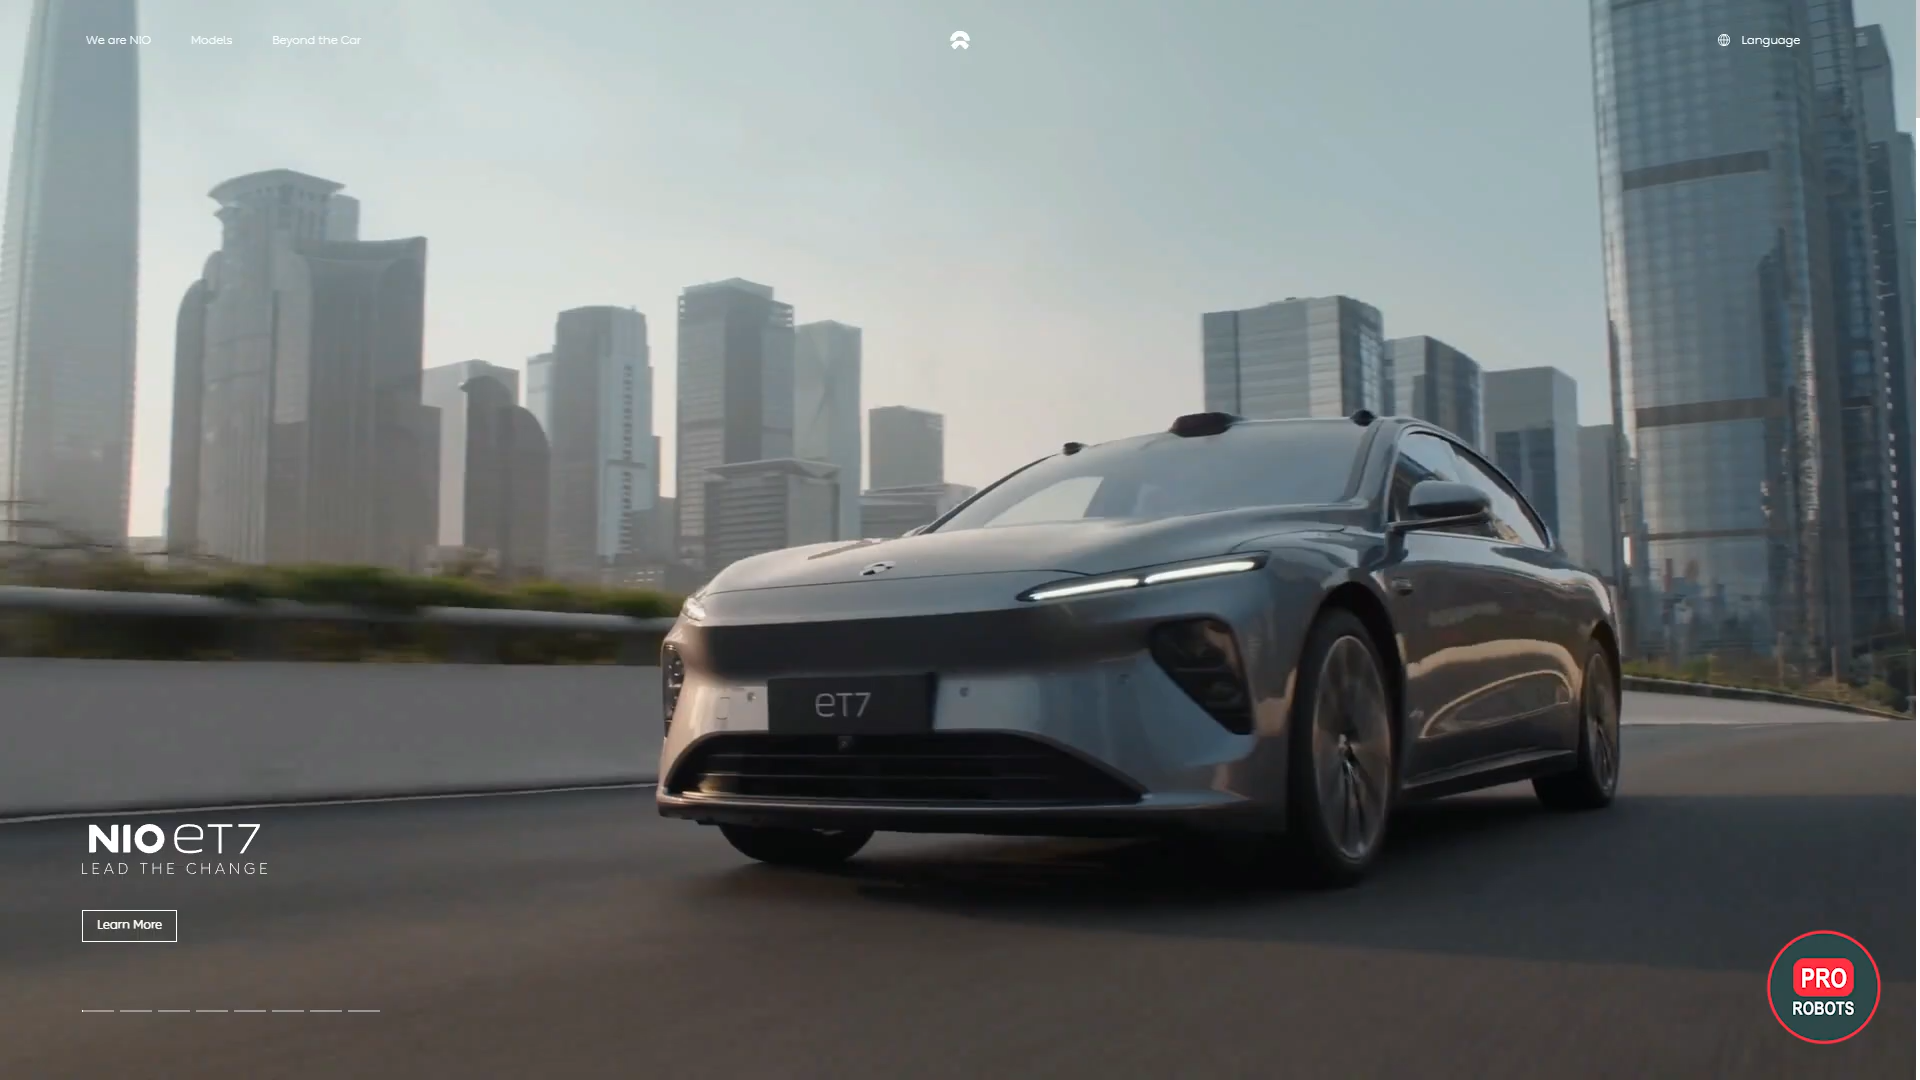 We are NIO
Models
Beyond the Car
Language
eT7
NIO eT7
LEAD THE CHANGE
Learn More
PRO
ROBOTS